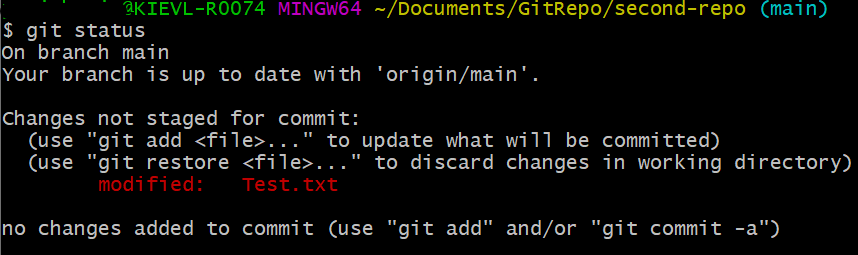 @KIEVL-R0074 MINGW64 ~/Documents/GitRepo/second-repo (main)
$ git status
On branch main
Your branch is up to date with 'origin/main'.

Changes not staged for commit:
  (use "git add <file>..." to update what will be committed)
  (use "git restore <file>..." to discard changes in working directory)
        modified:   Test.txt

no changes added to commit (use "git add" and/or "git commit -a")